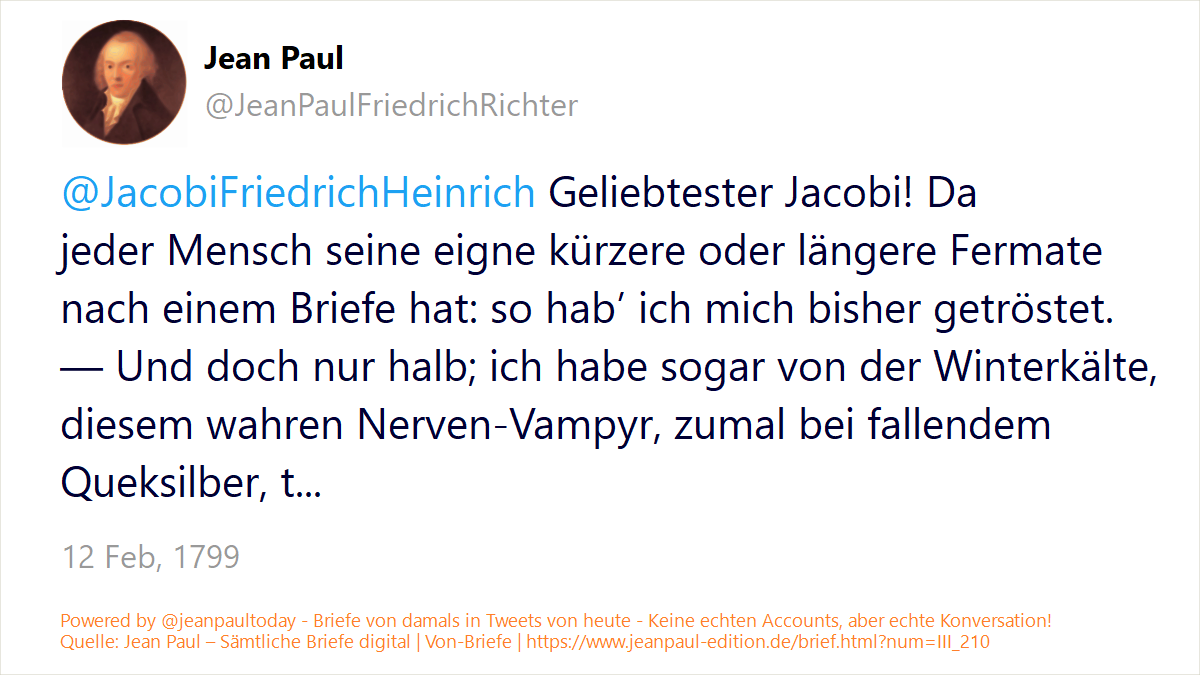 Jean Paul
@JeanPaulFriedrichRichter
@JacobiFriedrichHeinrich Geliebtester Jacobi! Da
jeder Mensch seine eigne kürzere oder längere Fermate
nach einem Briefe hat: so hab’ ich mich bisher getröstet.
— Und doch nur halb; ich habe sogar von der Winterkälte,
diesem wahren Nerven-Vampyr, zumal bei fallendem
Queksilber, t...
12 Feb, 1799
Powered by @jeanpaultoday - Briefe von damals in Tweets von heute - Keine echten Accounts, aber echte Konversation!
Quelle: Jean Paul – Sämtliche Briefe digital | Von-Briefe | https://www.jeanpaul-edition.de/brief.html?num=III_210